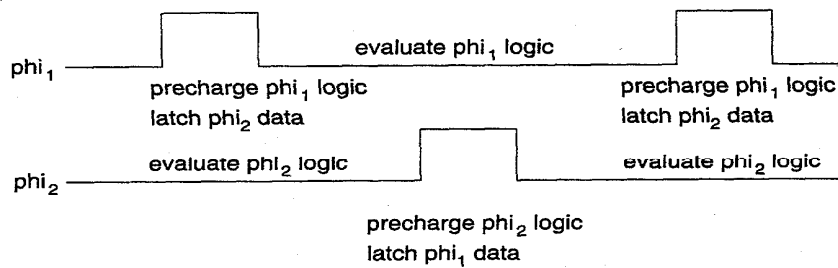 evaluate phi₁ logic
phi₁
precharge phi₁ logic
latch phi₂ data
precharge phi₁ logic
latch phi₂ data
evaluate phi₂ logic
evaluate phi₂ logic
phi₂
precharge phi₂ logic
latch phi₁ data